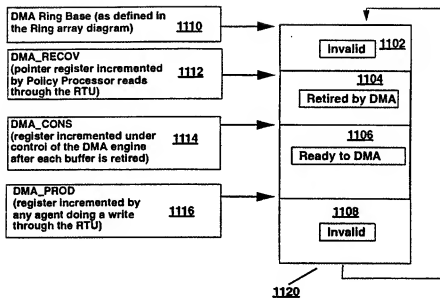 DMA Ring Base (as defined in
the Ring array diagram) 1110
DMA_RECOV
(pointer register incremented
by Policy Processor reads
through the RTU) 1112
DMA_CONS
(register incremented under
control of the DMA engine
after each buffer is retired) 1114
DMA_PROD
(register incremented by
any agent doing a write
through the RTU) 1116
1102
Invalid
1104
Retired by DMA
1106
Ready to DMA
1108
Invalid
1120